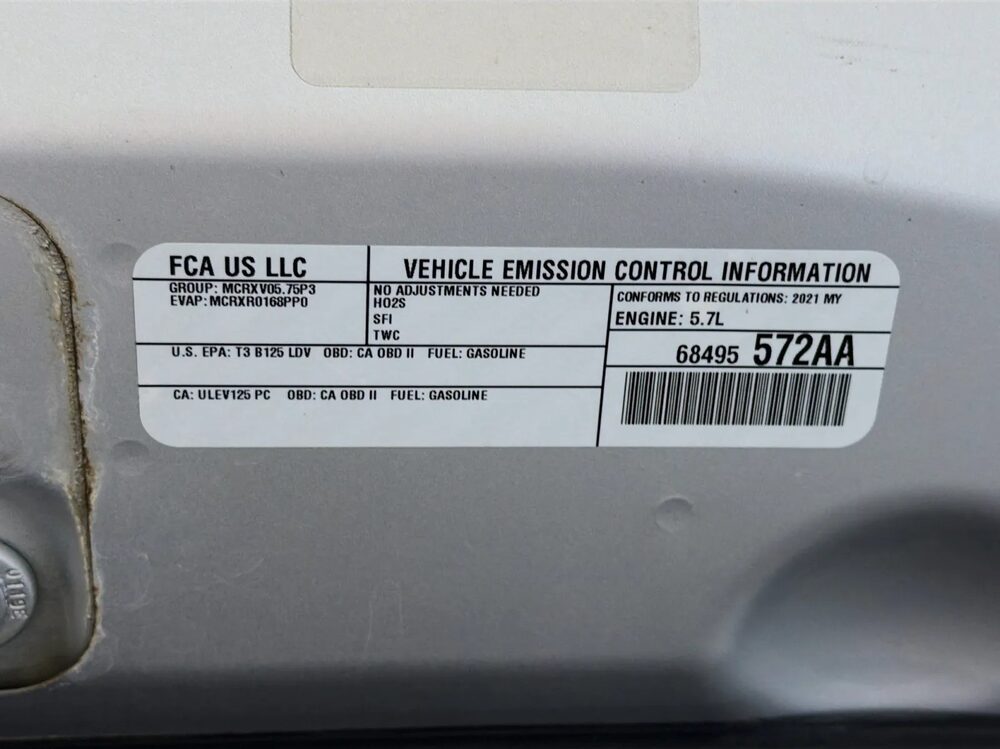 FCA US LLC
VEHICLE EMISSION CONTROL INFORMATION
GROUP: MCRXV05.75P3
EVAP: MCRXR0168PP0
NO ADJUSTMENTS NEEDED
HO2S
SFI
TWC
CONFORMS TO REGULATIONS: 2021 MY
ENGINE: 5.7L
68495 572AA
U.S. EPA: T3 B125 LDV OBD: CA OBD II FUEL: GASOLINE
CA: ULEV125 PC OBD: CA OBD II FUEL: GASOLINE